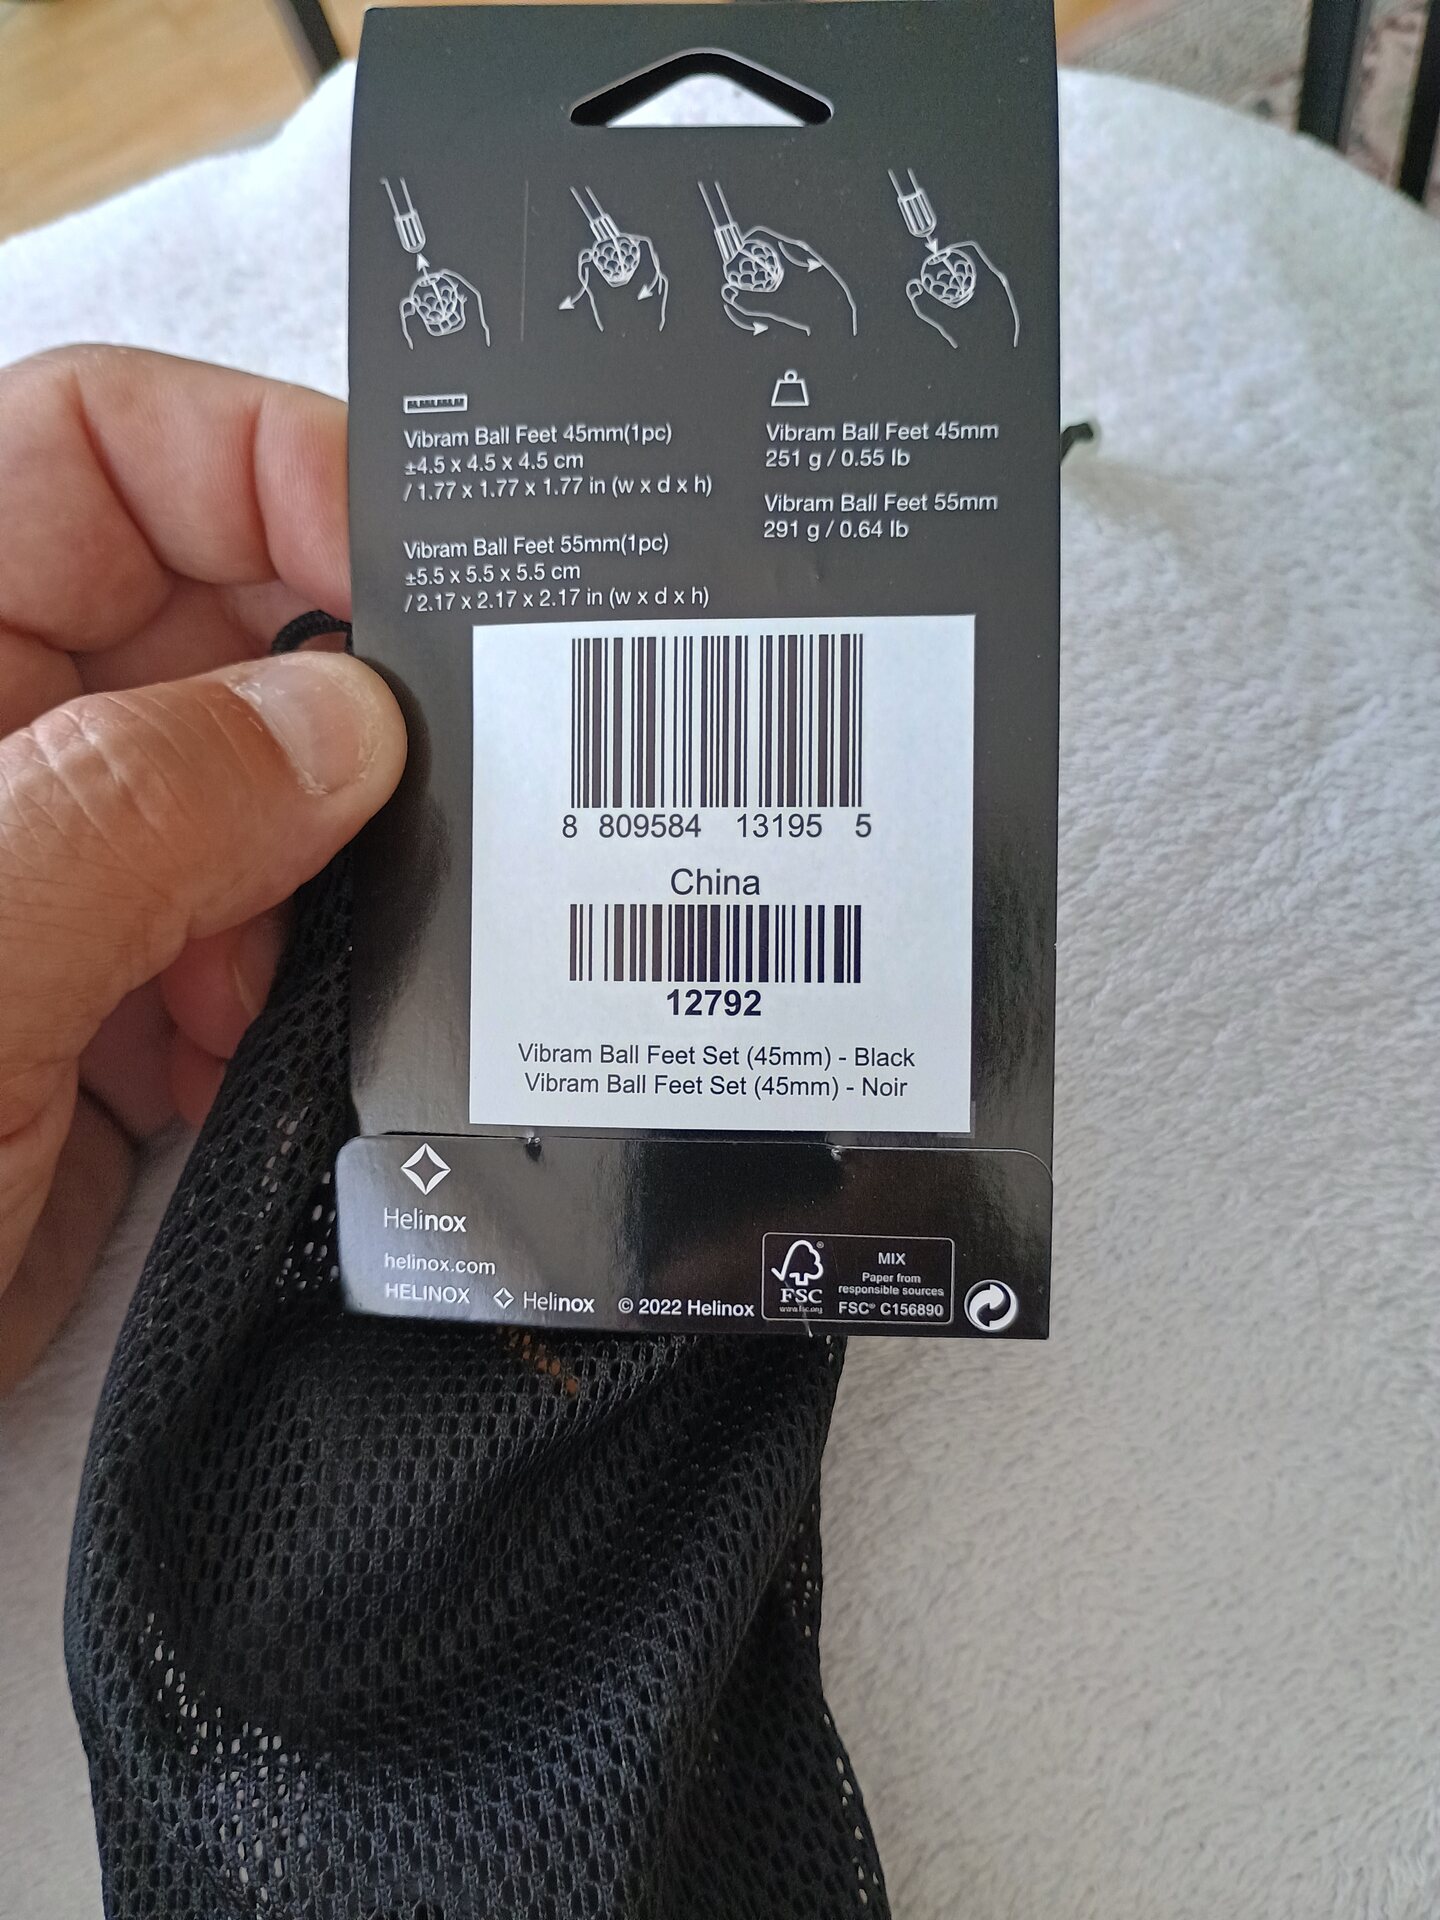 Vibram Ball Feet 45mm(1pc)
±4.5 x 4.5 x 4.5 cm
/ 1.77 x 1.77 x 1.77 in (w x d x h)
Vibram Ball Feet 55mm(1pc)
±5.5 x 5.5 x 5.5 cm
/ 2.17 x 2.17 x 2.17 in (w x d x h)
Vibram Ball Feet 45mm
251 g / 0.55 lb
Vibram Ball Feet 55mm
291 g / 0.64 lb
8 809584 13195 5
China
12792
Vibram Ball Feet Set (45mm) - Black
Vibram Ball Feet Set (45mm) - Noir
Helinox
helinox.com
HELINOX Helinox © 2022 Helinox
FSC
www.fsc.org
MIX
Paper from
responsible sources
FSC® C156890